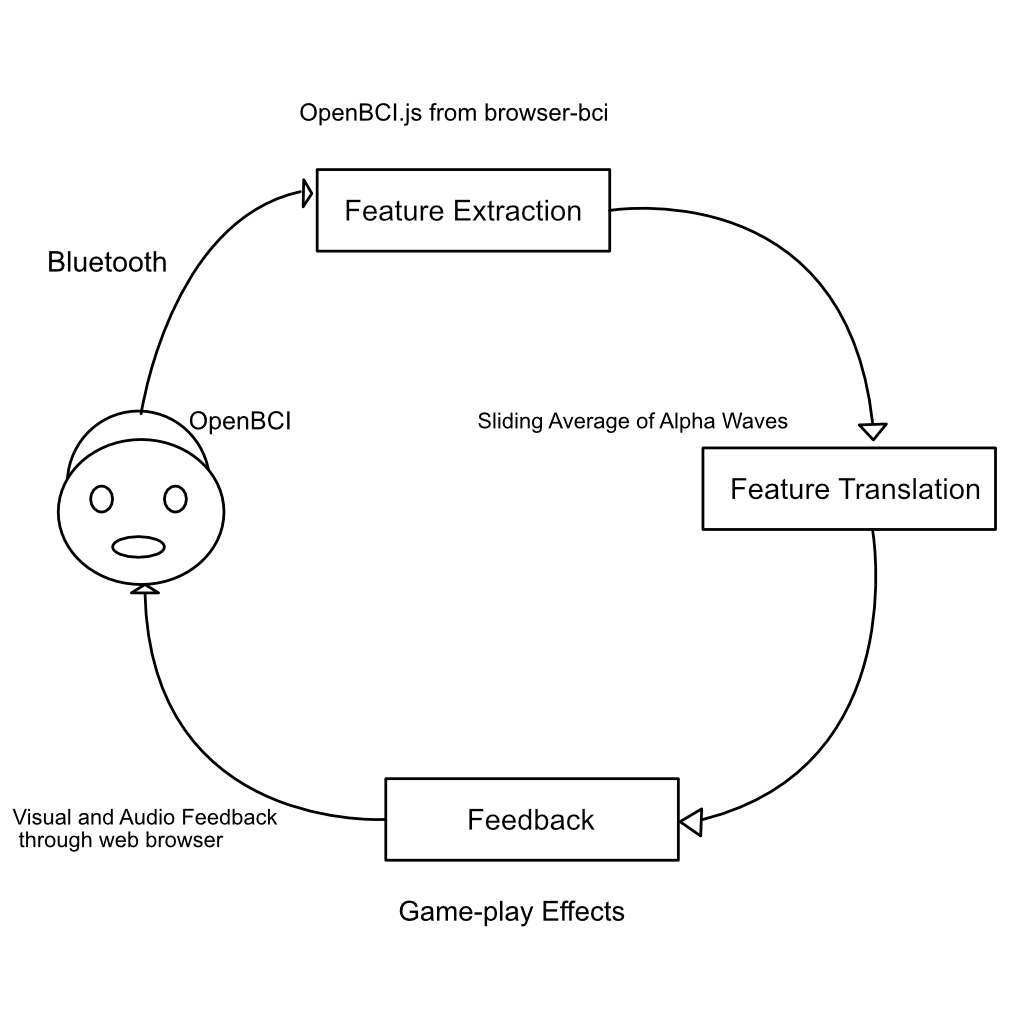 OpenBCI.js from browser-bci
Feature Extraction
Bluetooth
OpenBCI
Sliding Average of Alpha Waves
Feature Translation
Visual and Audio Feedback
through web browser
Feedback
Game-play Effects